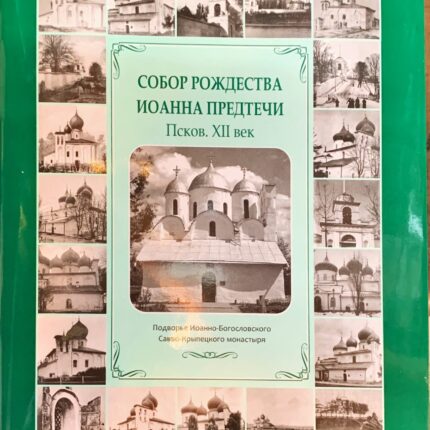 СОБОР РОЖДЕСТВА
ИОАННА ПРЕДТЕЧИ
Псков. XII век
Подворье Иоанно-Богословского
Савво-Крыпецкого монастыря